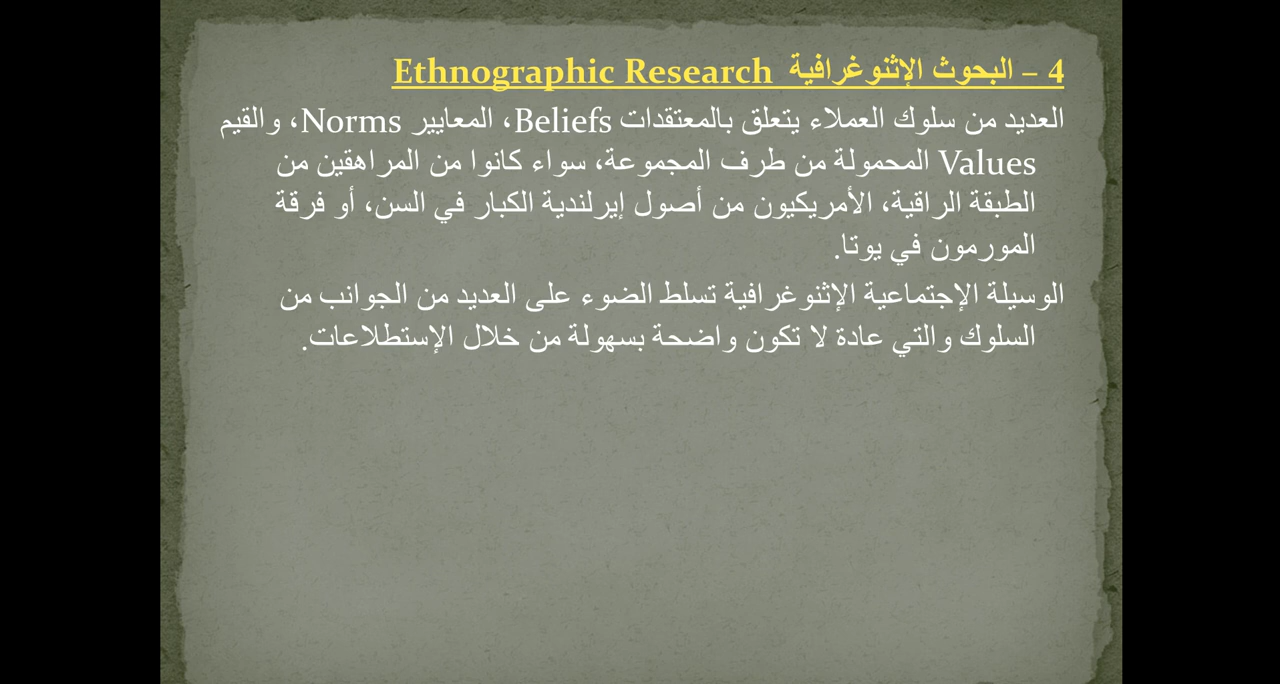 4 – البحوث الإثنوغرافية Ethnographic Research
العديد من سلوك العملاء يتعلق بالمعتقدات Beliefs، المعايير Norms، والقيم
Values المحمولة من طرف المجموعة، سواء كانوا من المراهقين من
الطبقة الراقية، الأمريكيون من أصول إيرلندية الكبار في السن، أو فرقة
المورمون في يوتا.
الوسيلة الإجتماعية الإثنوغرافية تسلط الضوء على العديد من الجوانب من
السلوك والتي عادة لا تكون واضحة بسهولة من خلال الإستطلاعات.